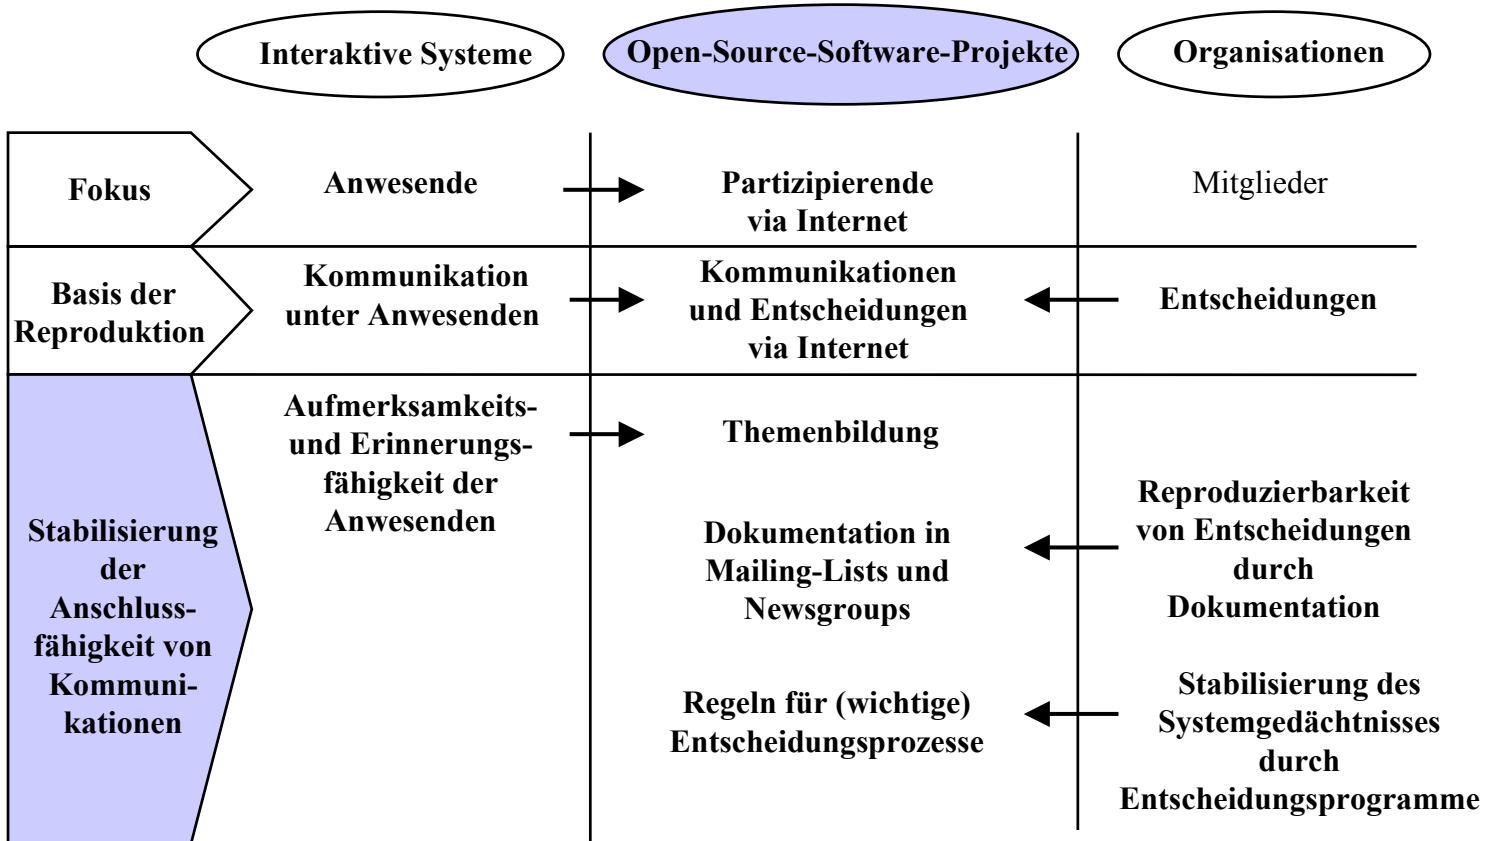 Interaktive Systeme
Open-Source-Software-Projekte
Organisationen
Fokus
Anwesende
Partizipierende
via Internet
Mitglieder
Basis der
Reproduktion
Kommunikation
unter Anwesenden
Kommunikationen
und Entscheidungen
via Internet
Entscheidungen
Stabilisierung
der
Anschluss-
fähigkeit von
Kommuni-
kationen
Aufmerksamkeits-
und Erinnerungs-
fähigkeit der
Anwesenden
Themenbildung
Dokumentation in
Mailing-Lists und
Newsgroups
Reproduzierbarkeit
von Entscheidungen
durch
Dokumentation
Regeln für (wichtige)
Entscheidungsprozesse
Stabilisierung des
Systemgedächtnisses
durch
Entscheidungsprogramme